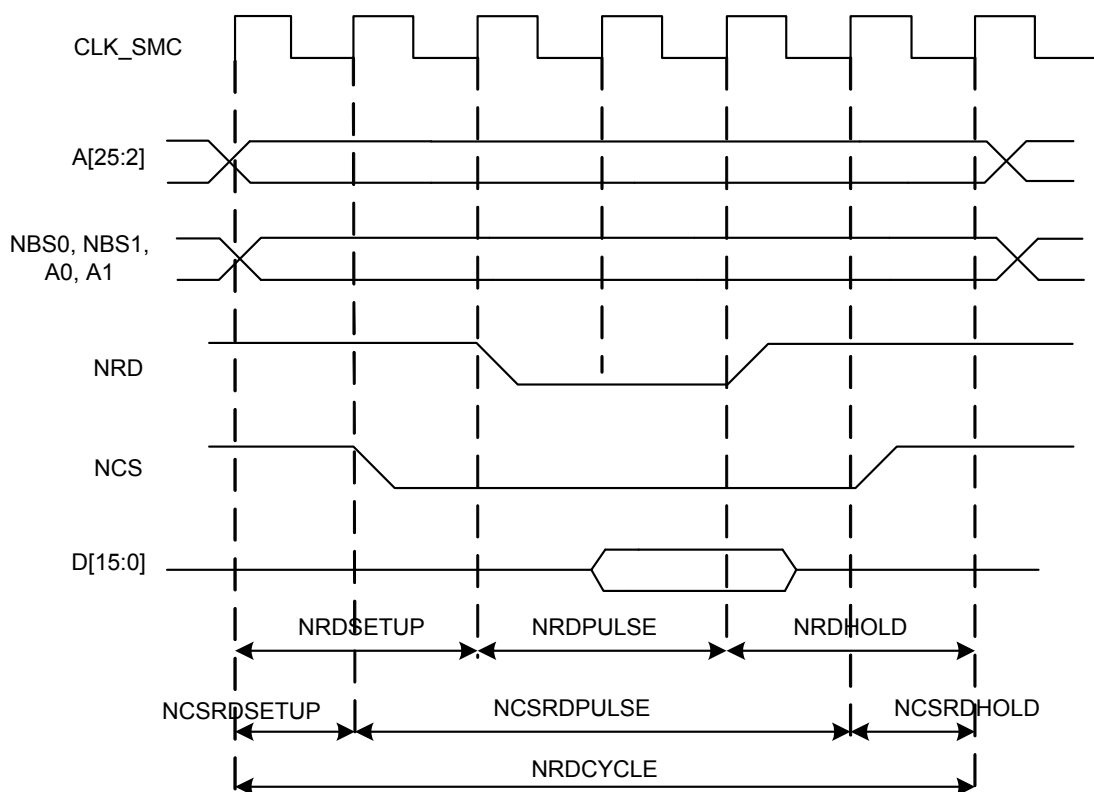 CLK_SMC
A[25:2]
NBS0, NBS1,
A0, A1
NRD
NCS
D[15:0]
NRDSETUP
NRDPULSE
NRDHOLD
NCSRDSETUP
NCSRDPULSE
NCSRDHOLD
NRDCYCLE